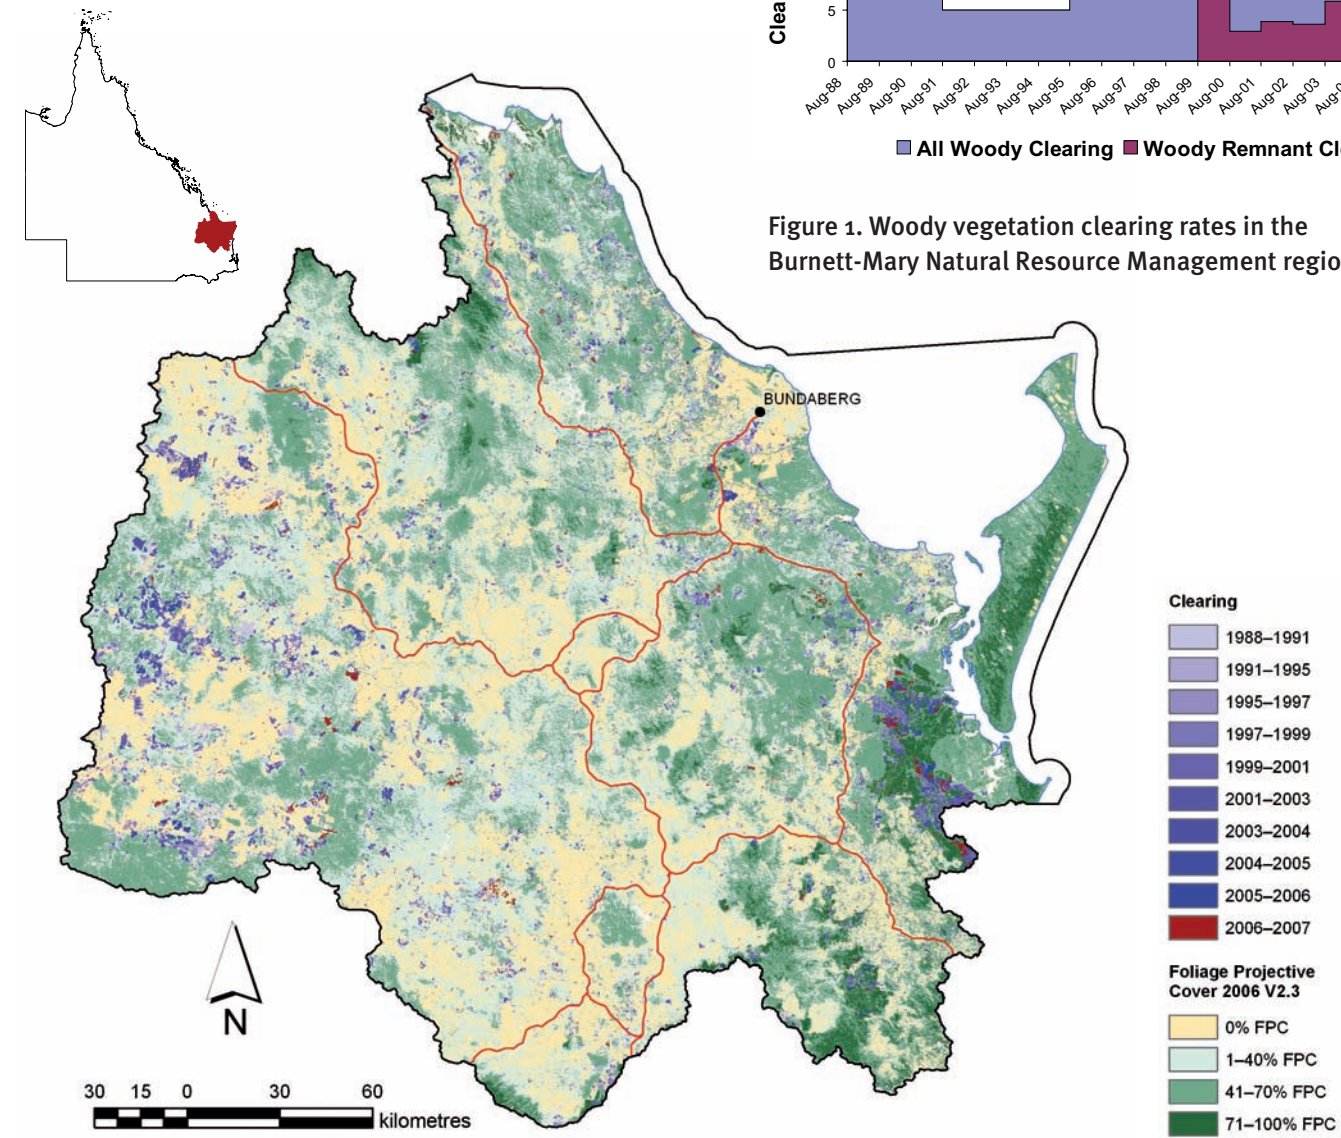 Clea
5
0
Aug-88 Aug-89 Aug-90 Aug-91 Aug-92 Aug-93 Aug-94 Aug-95 Aug-96 Aug-97 Aug-98 Aug-99 Aug-00 Aug-01 Aug-02 Aug-03 Aug-0
All Woody Clearing Woody Remnant Cl
Figure 1. Woody vegetation clearing rates in the
Burnett-Mary Natural Resource Management regio
BUNDABERG
Clearing
1988–1991
1991–1995
1995–1997
1997–1999
1999–2001
2001–2003
2003–2004
2004–2005
2005–2006
2006–2007
Foliage Projective
Cover 2006 V2.3
0% FPC
1–40% FPC
41–70% FPC
71–100% FPC
N
30 15 0 30 60
kilometres